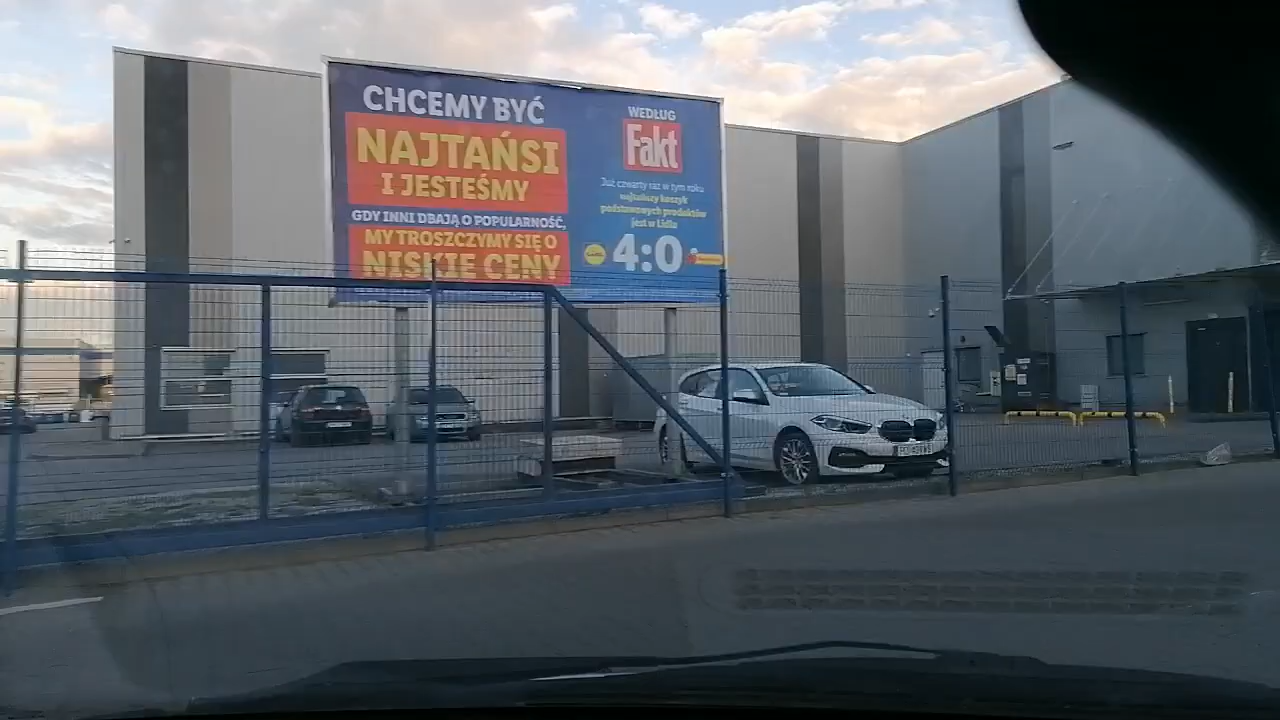 CHCEMY BYĆ
NAJTAŃSI
I JESTEŚMY
GDY INNI DBAJĄ O POPULARNOŚĆ,
MY TROSZCZYMY SIĘ O
NISKIE CENY
WEDŁUG
Fakt
Już czwarty raz w tym roku
najtańszy koszyk
podstawowych produktów
jest w Lidlu
4:0